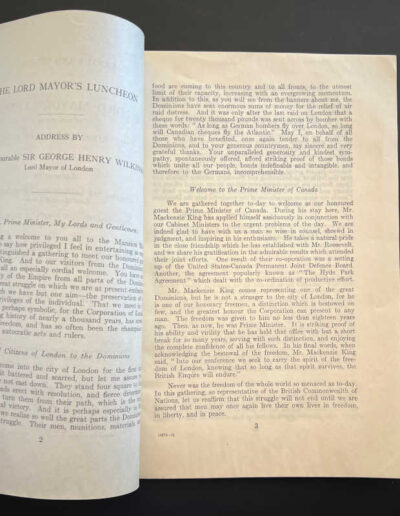 THE LORD MAYOR'S LUNCHEON
ADDRESS BY
SIR GEORGE HENRY WILKIN
Lord Mayor of London
Prime Minister, My Lords and Gentlemen,
a welcome to you all to the Mansion
say how privileged I feel in entertaining
distinguished a gathering to meet our honoured
King. And to our visitors from the Dominions
an especially cordial welcome. You have
of the Empire from all parts of the Dom
struggle on which we are at present
we have but one aim—the preservation
privileges of the individual. That we meet
perhaps symbolic, for the Corporation of Lon
history of nearly a thousand years, has
freedom, and has so often been the champion
autocratic acts and rulers.
Citizens of London to the Dominions
come into the city of London for the first
it battered and scarred, but let me assure
not cast down. They stand four square to
erect with resolution, and fierce
turn them from their path, which is the
victory. And it is perhaps especially in
we realise so well the great parts the Domin
struggle. Their men, munitions, materials
2
food are coming to this country, and to all fronts, to the utmost
limit of their capacity, increasing with an evergrowing momentum.
In addition to this, as you will see from the banners about me, the
Dominions have sent enormous sums of money for the relief of air
raid distress. And it was only after the last raid on London that a
cheque for twenty thousand pounds was sent across by bombers with
these words: "As long as German bombers fly over London, so long
will Canadian cheques fly the Atlantic." May I, on behalf of all
those who have benefited, once again tender to all from the
Dominions, and to your generous countrymen, my sincere and very
grateful thanks. Your unparalleled generosity and kindred sym-
pathy, spontaneously offered, afford striking proof of those bonds
which unite all our people, bonds indefinable and intangible, and
therefore to the Germans, incomprehensible.
Welcome to the Prime Minister of Canada
We are gathered together to-day to welcome as our honoured
guest the Prime Minister of Canada. During his stay here, Mr.
Mackenzie King has applied himself assiduously in conjunction with
our Cabinet Ministers to the urgent problems of the day. We are
indeed glad to have with us a man so wise in counsel, shrewd in
judgment, and inspiring in his enthusiasm. He takes a natural pride
in the close friendship which he has established with Mr. Roosevelt,
and we share his gratification in the admirable results which attended
their joint efforts. One result of their co-operation was a setting
up of the United States-Canada Permanent Joint Defence Board.
Another, the agreement popularly known as "The Hyde Park
Agreement" which dealt with the co-ordination of productive effort.
Mr. Mackenzie King comes representing one of the great
Dominions, but he is not a stranger to the city of London, for he
is one of our honorary freemen, a distinction which is bestowed on
few, and the greatest honour the Corporation can present to any
man. The freedom was given to him no less than eighteen years
ago. Then, as now, he was Prime Minister. It is striking proof of
his ability and virility that he has held that office with but a short
break for so many years, serving with such distinction, and enjoying
the complete confidence of all his fellows. In his final words, when
acknowledging the bestowal of the freedom, Mr. Mackenzie King
said, "Into our conference we seek to carry the spirit of the free-
dom of London, knowing that so long as that spirit survives, the
British Empire will endure."
Never was the freedom of the whole world so menaced as to-day.
In this gathering, so representative of the British Commonwealth of
Nations, let us reaffirm that this struggle will not end until we are
assured that men may once again live their own lives in freedom,
in liberty, and in peace.
3